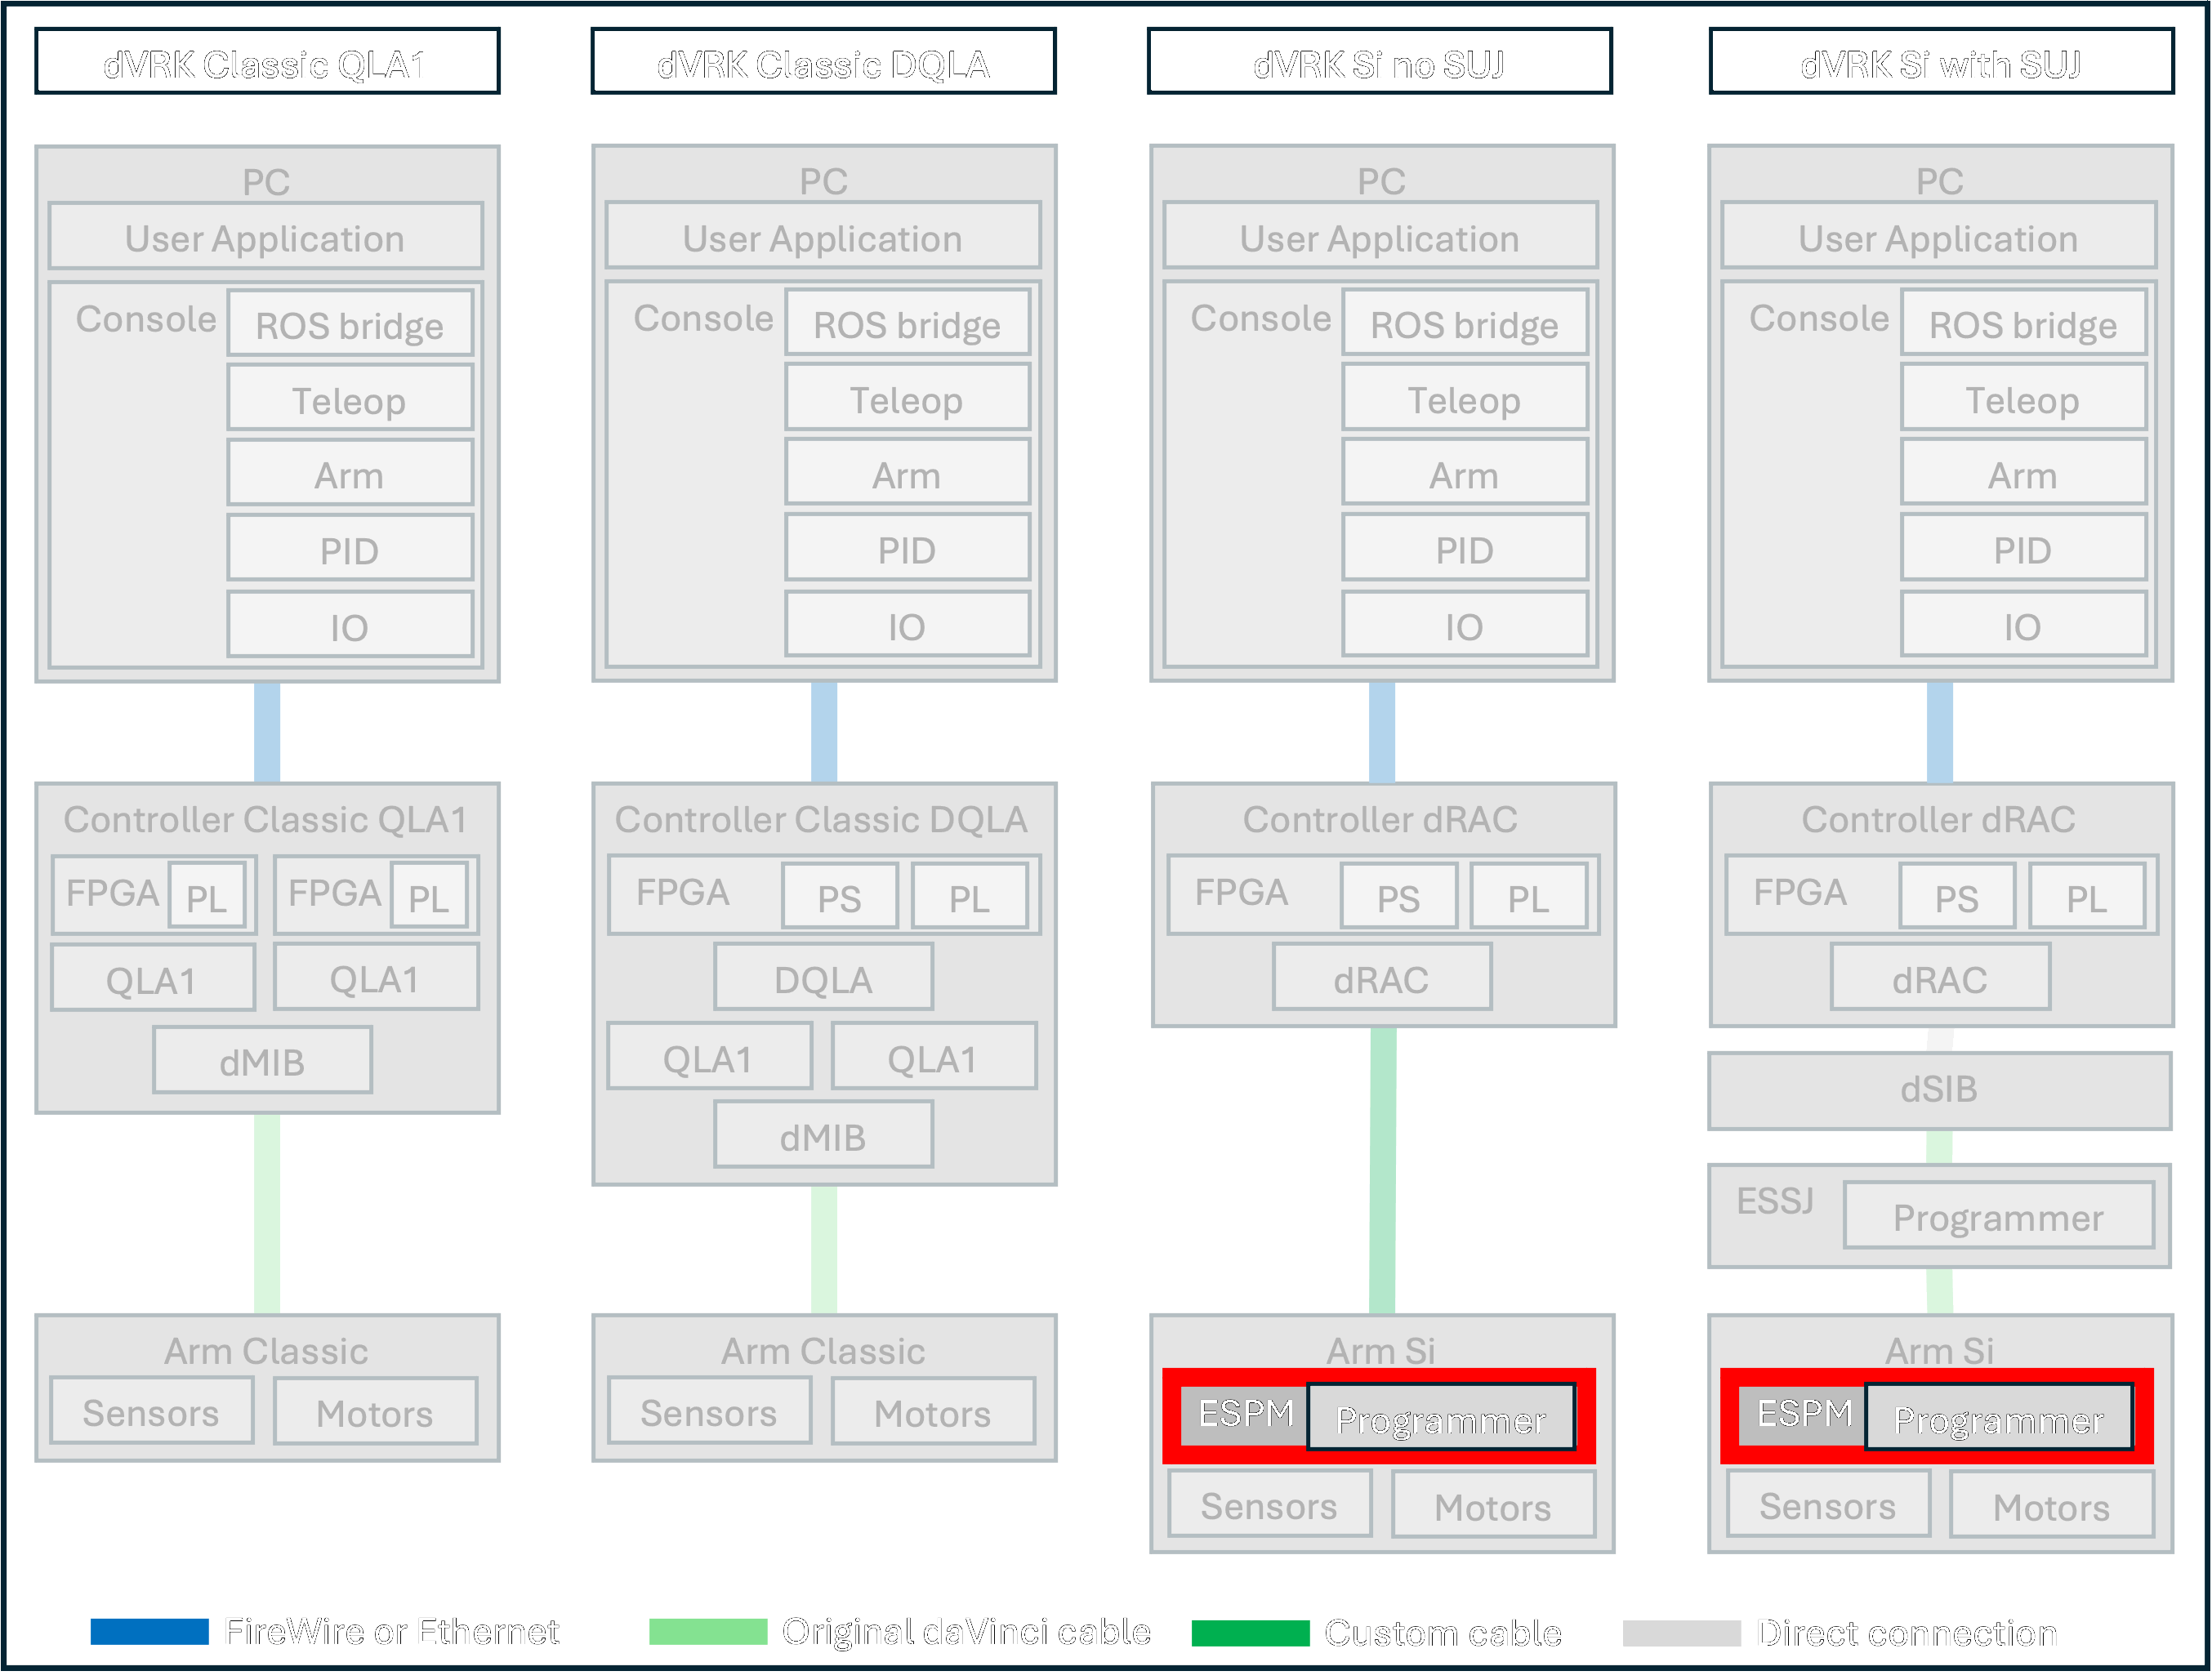 dVRK Classic QLA1
dVRK Classic DQLA
dVRK Si no SUJ
dVRK Si with SUJ
PC
User Application
Console
ROS bridge
Teleop
Arm
PID
IO
Controller Classic QLA1
FPGA
PL
FPGA
PL
QLA1
QLA1
dMIB
Arm Classic
Sensors
Motors
PC
User Application
Console
ROS bridge
Teleop
Arm
PID
IO
Controller Classic DQLA
FPGA
PS
PL
DQLA
QLA1
QLA1
dMIB
Arm Classic
Sensors
Motors
PC
User Application
Console
ROS bridge
Teleop
Arm
PID
IO
Controller dRAC
FPGA
PS
PL
dRAC
Arm Si
ESPM
Programmer
Sensors
Motors
PC
User Application
Console
ROS bridge
Teleop
Arm
PID
IO
Controller dRAC
FPGA
PS
PL
dRAC
dSIB
ESSJ
Programmer
Arm Si
ESPM
Programmer
Sensors
Motors
FireWire or Ethernet
Original daVinci cable
Custom cable
Direct connection